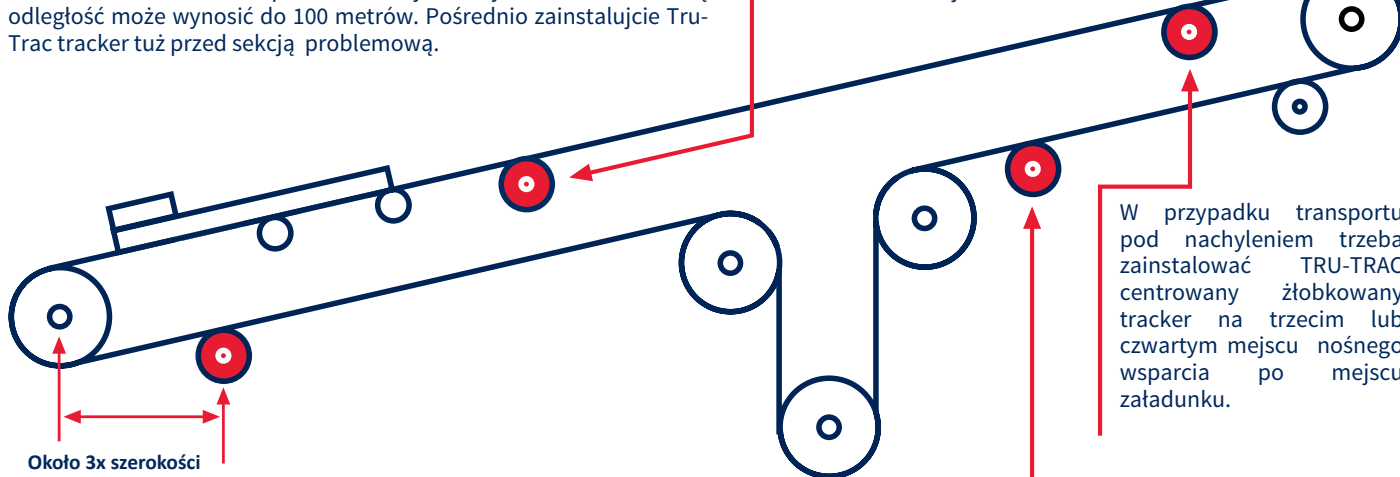 odległość może wynosić do 100 metrów. Pośrednio zainstalujcie Tru-
Trac tracker tuż przed sekcją problemową.
W przypadku transportu
pod nachyleniem trzeba
zainstalować TRU-TRAC
centrowany żłobkowany
tracker na trzecim lub
czwartym mejscu nośnego
wsparcia po mejscu
załadunku.
Około 3x szerokości